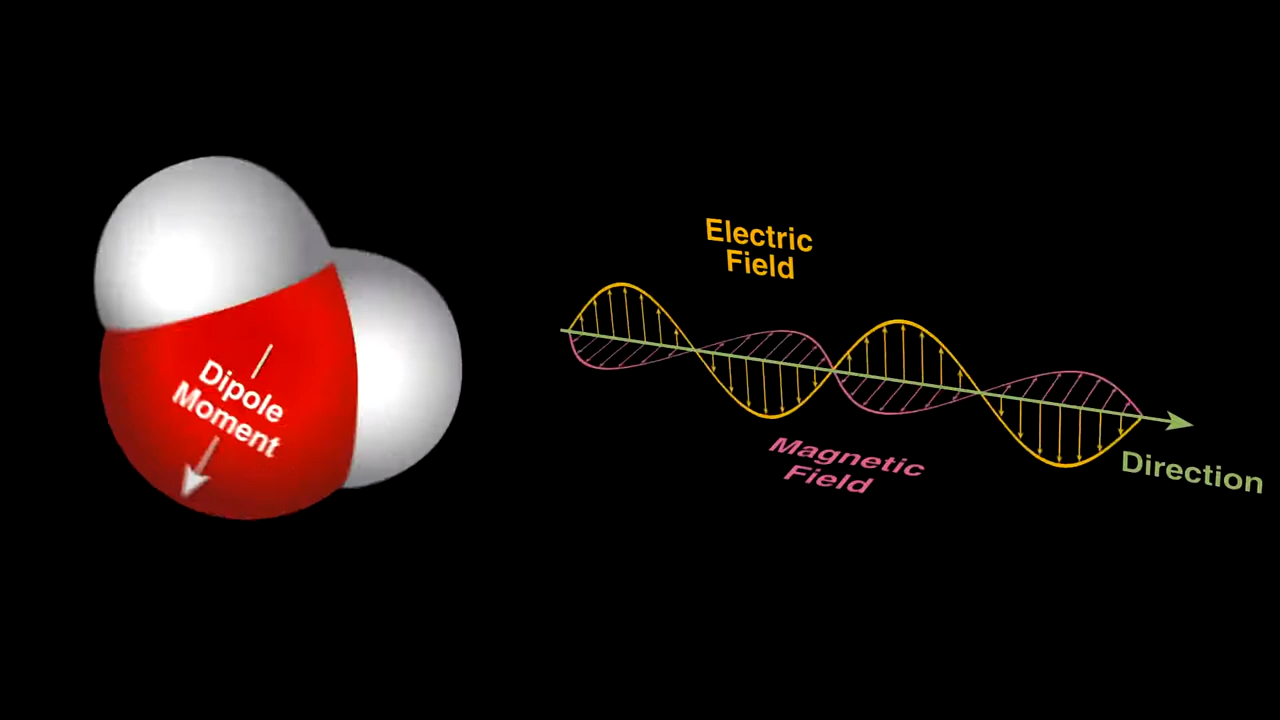 Dipole
Moment
Electric
Field
Magnetic
Field
Direction